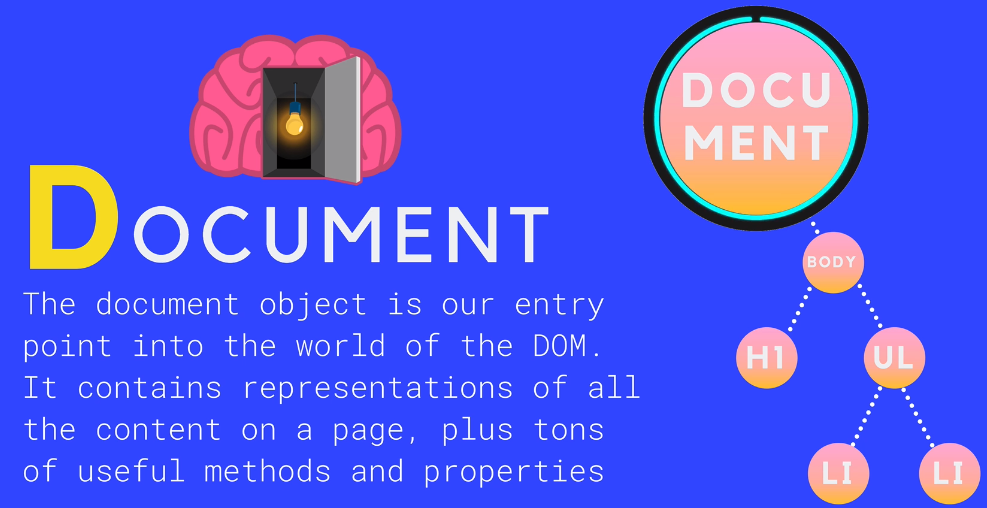 DOCUMENT
The document object is our entry
point into the world of the DOM.
It contains representations of all
the content on a page, plus tons
of useful methods and properties
DOCU
MENT
BODY
H1
UL
LI
LI